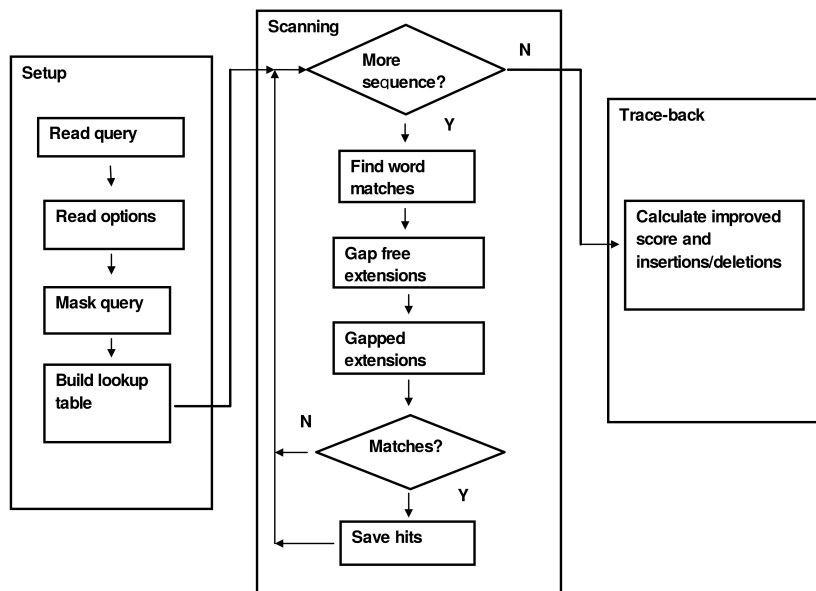 Setup
Read query
Read options
Mask query
Build lookup
table
Scanning
More
sequence?
N
Y
Find word
matches
Gap free
extensions
Gapped
extensions
N
Matches?
Y
Save hits
Trace-back
Calculate improved
score and
insertions/deletions